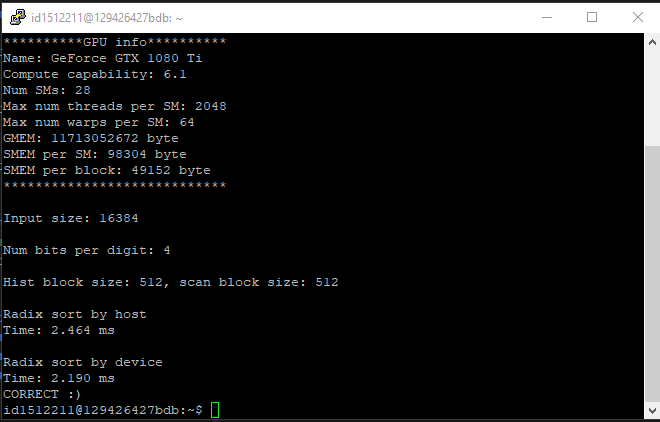 id1512211@129426427bdb: ~
**********GPU info**********
Name: GeForce GTX 1080 Ti
Compute capability: 6.1
Num SMs: 28
Max num threads per SM: 2048
Max num warps per SM: 64
GMEM: 11713052672 byte
SMEM per SM: 98304 byte
SMEM per block: 49152 byte
****************************
Input size: 16384
Num bits per digit: 4
Hist block size: 512, scan block size: 512
Radix sort by host
Time: 2.464 ms
Radix sort by device
Time: 2.190 ms
CORRECT :)
id1512211@129426427bdb:~$